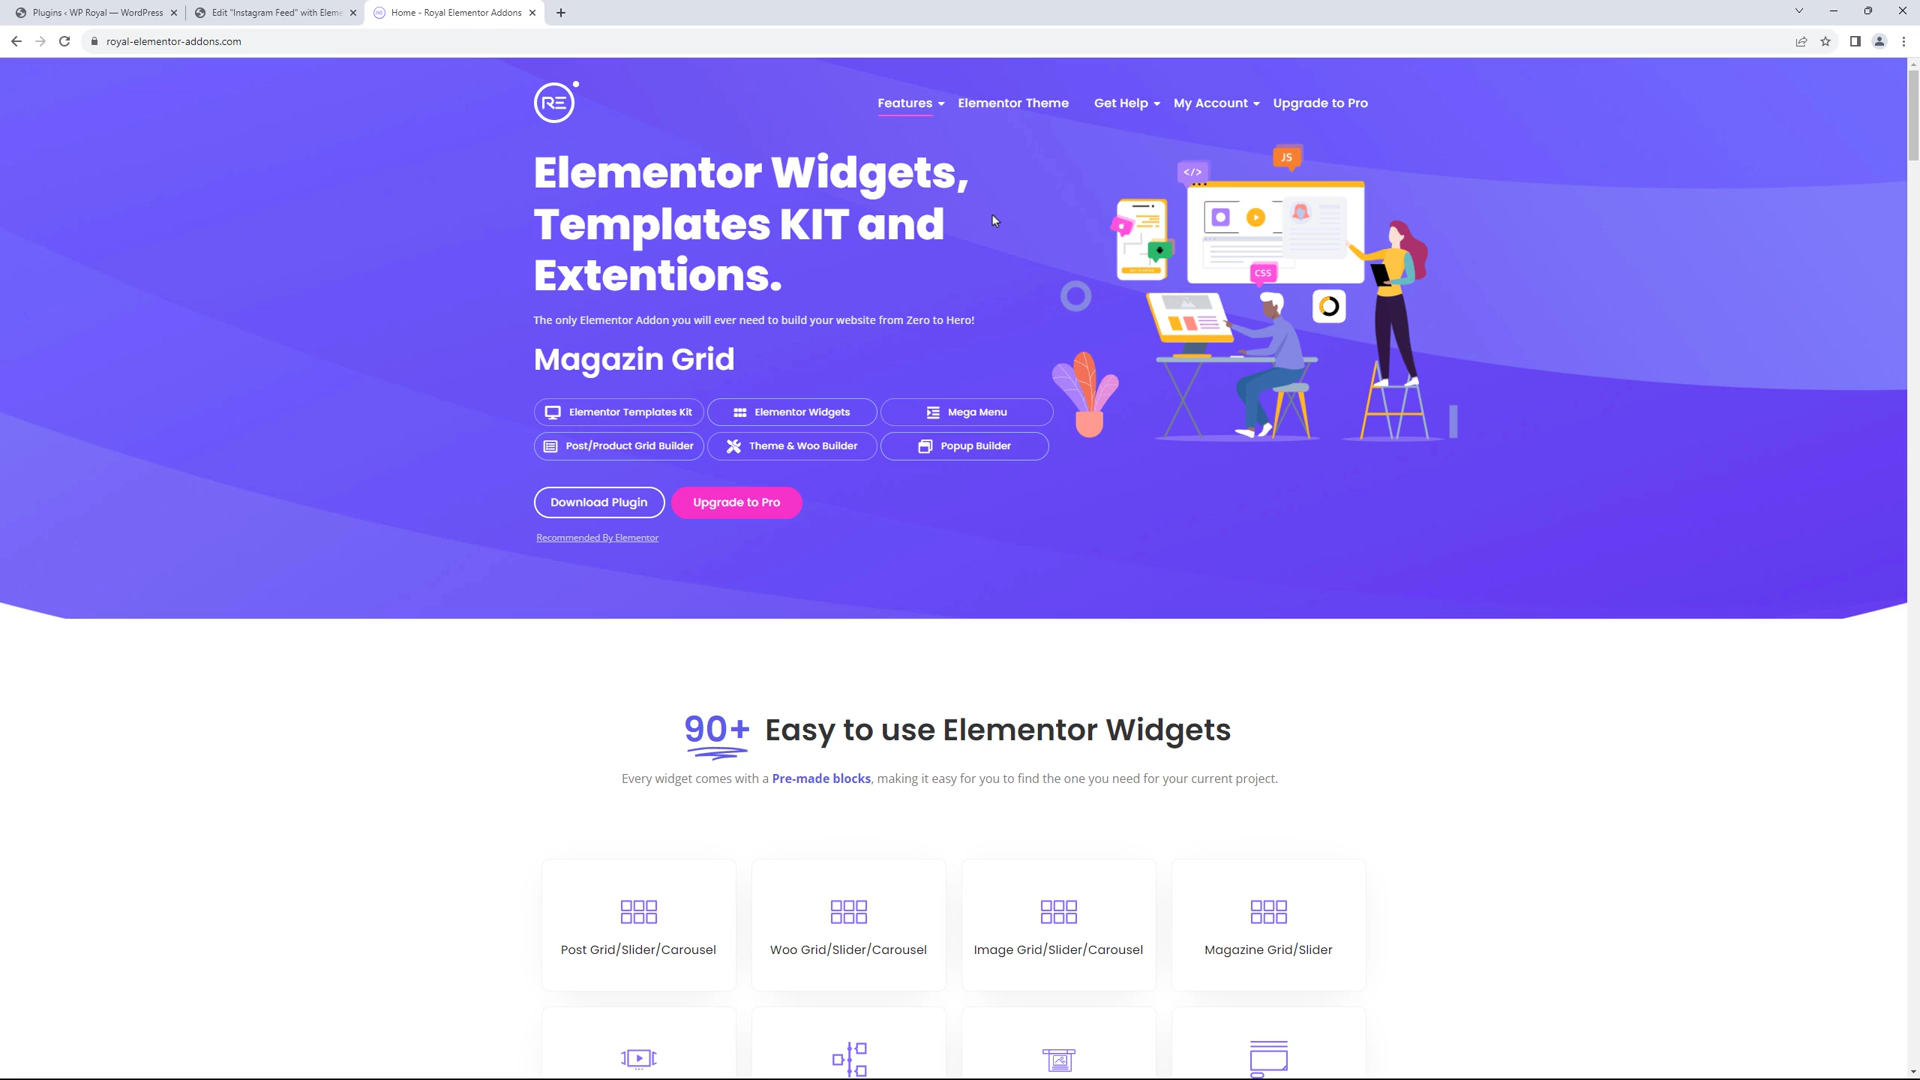 Plugins ‹ WP Royal — WordPress
Edit "Instagram Feed" with Eleme
Home - Royal Elementor Addons
royal-elementor-addons.com
RE
Features
Elementor Theme
Get Help
My Account
Upgrade to Pro
Elementor Widgets,
Templates KIT and
Extentions.
The only Elementor Addon you will ever need to build your website from Zero to Hero!
Magazin Grid
Elementor Templates Kit
Elementor Widgets
Mega Menu
Post/Product Grid Builder
Theme & Woo Builder
Popup Builder
Download Plugin
Upgrade to Pro
Recommended By Elementor
JS
</>
CSS
90+ Easy to use Elementor Widgets
Every widget comes with a Pre-made blocks, making it easy for you to find the one you need for your current project.
Post Grid/Slider/Carousel
Woo Grid/Slider/Carousel
Image Grid/Slider/Carousel
Magazine Grid/Slider